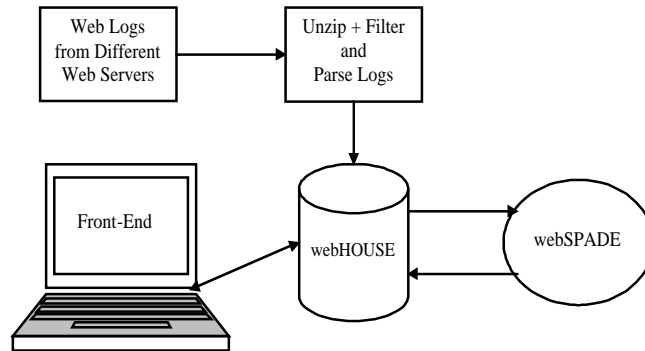 Web Logs
from Different
Web Servers
Unzip + Filter
and
Parse Logs
Front-End
webHOUSE
webSPADE